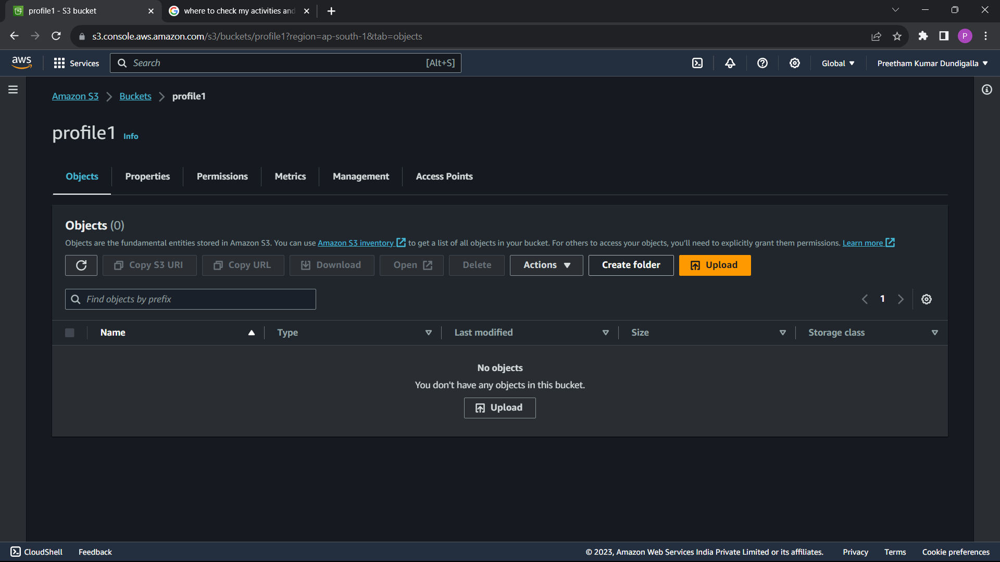 profile1 - S3 bucket
where to check my activities and
s3.console.aws.amazon.com/s3/buckets/profile1?region=ap-south-1&tab=objects
P
aws
Services
Search
[Alt+S]
Global
Preetham Kumar Dundigalla
Amazon S3 > Buckets > profile1
profile1 Info
Objects
Properties
Permissions
Metrics
Management
Access Points
Objects (0)
Objects are the fundamental entities stored in Amazon S3. You can use Amazon S3 inventory to get a list of all objects in your bucket. For others to access your objects, you'll need to explicitly grant them permissions. Learn more
Copy S3 URI
Copy URL
Download
Open
Delete
Actions
Create folder
Upload
Find objects by prefix
1
Name
Type
Last modified
Size
Storage class
No objects
You don't have any objects in this bucket.
Upload
CloudShell
Feedback
© 2023, Amazon Web Services India Private Limited or its affiliates.
Privacy
Terms
Cookie preferences